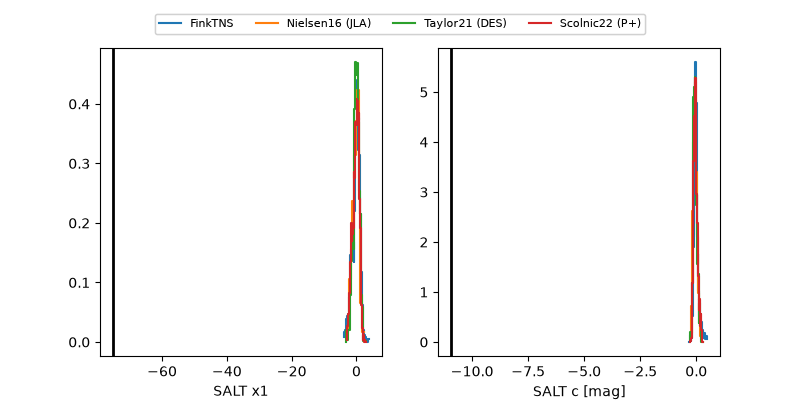 FinkTNS Nielsen16 (JLA) Taylor21 (DES) Scolnic22 (P+)
0.4
0.3
0.2
0.1
0.0
−60 −40 −20 0
SALT x1
5
4
3
2
1
0
−10.0 −7.5 −5.0 −2.5 0.0
SALT c [mag]